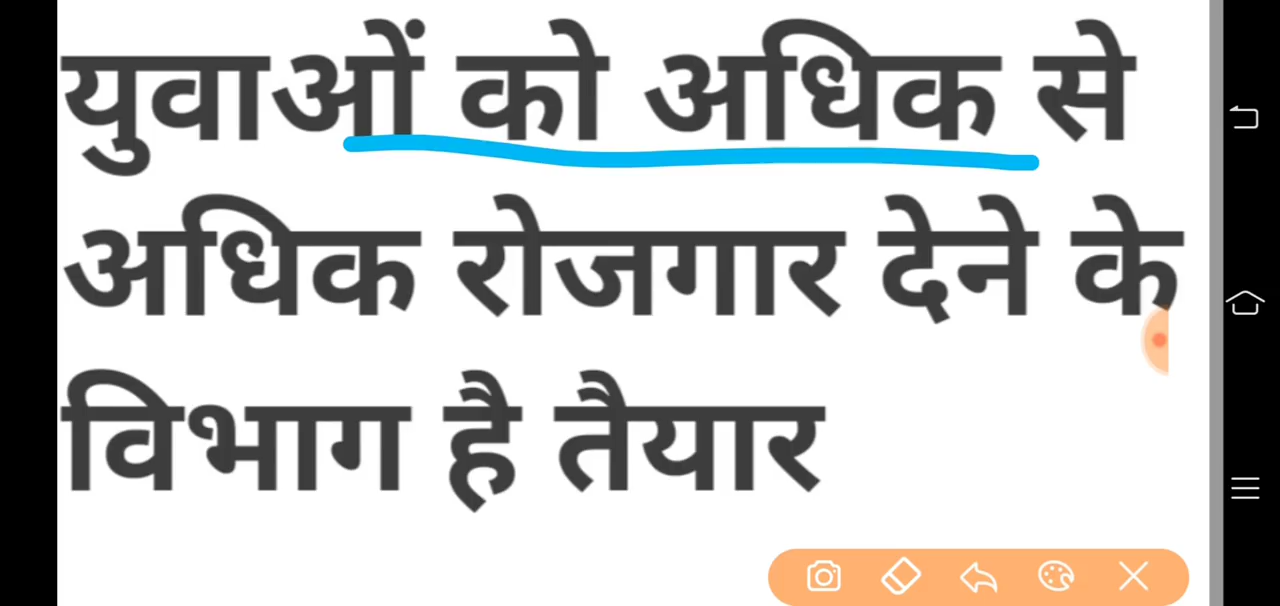 युवाओं को अधिक से
अधिक रोजगार देने के
विभाग है तैयार